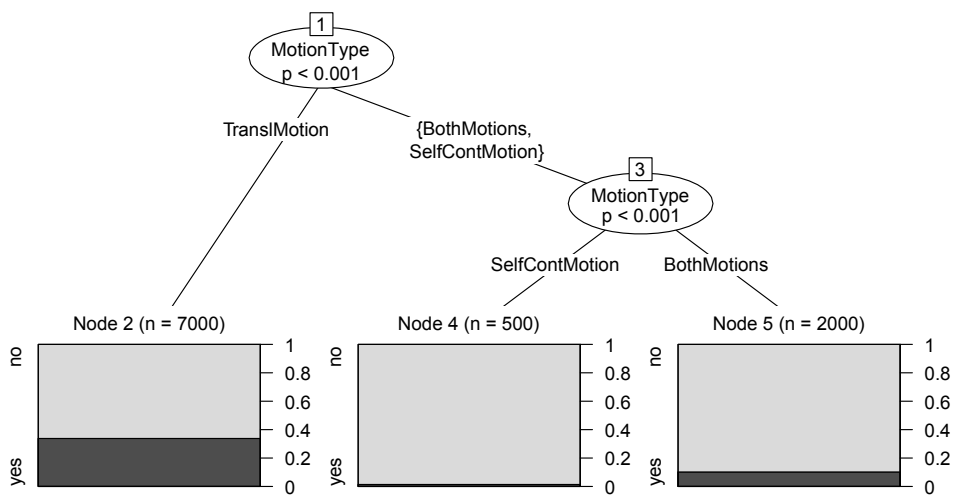 1
MotionType
p < 0.001
TranslMotion
{BothMotions,
SelfContMotion}
3
MotionType
p < 0.001
SelfContMotion
BothMotions
Node 2 (n = 7000)
no
yes
1
0.8
0.6
0.4
0.2
0
Node 4 (n = 500)
no
yes
1
0.8
0.6
0.4
0.2
0
Node 5 (n = 2000)
no
yes
1
0.8
0.6
0.4
0.2
0